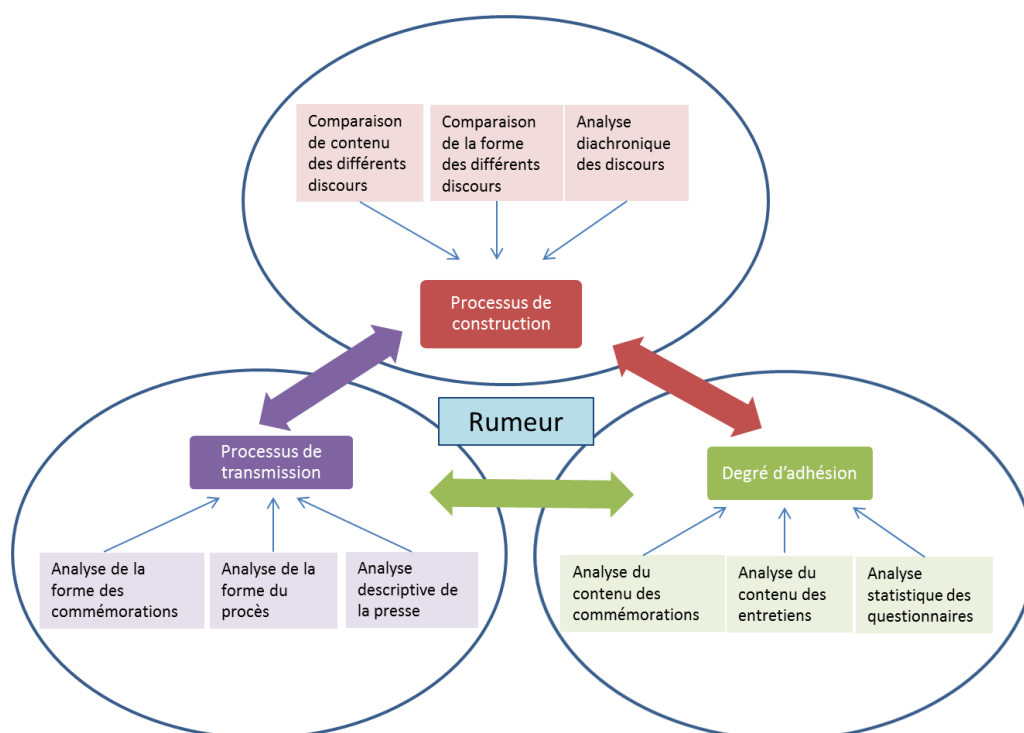 Comparaison
de contenu
des différents
discours
Comparaison
de la forme
des différents
discours
Analyse
diachronique
des discours
Processus de
construction
Rumeur
Processus de
transmission
Degré d'adhésion
Analyse de la
forme des
commémorations
Analyse de la
forme du
procès
Analyse
descriptive de
la presse
Analyse du
contenu des
commémorations
Analyse du
contenu des
entretiens
Analyse
statistique des
questionnaires